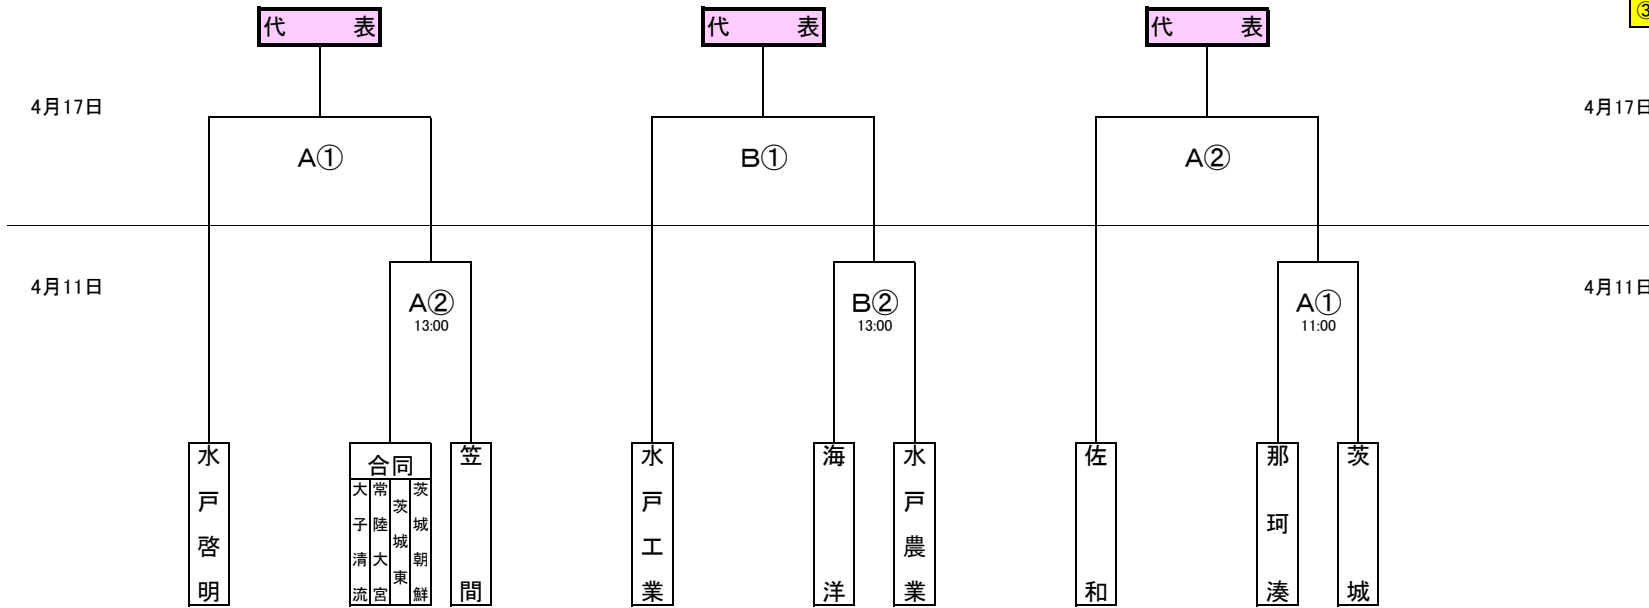 代表 代表 代表 ③
4月17日 4月17日
A① B① A②
4月11日 4月11日
A② B② A①
13:00 13:00 11:00
水戸啓明
合同
大子清流
常陸大宮
茨城東
茨城朝鮮
笠間
水戸工業
海洋
水戸農業
佐和
那珂湊
茨城